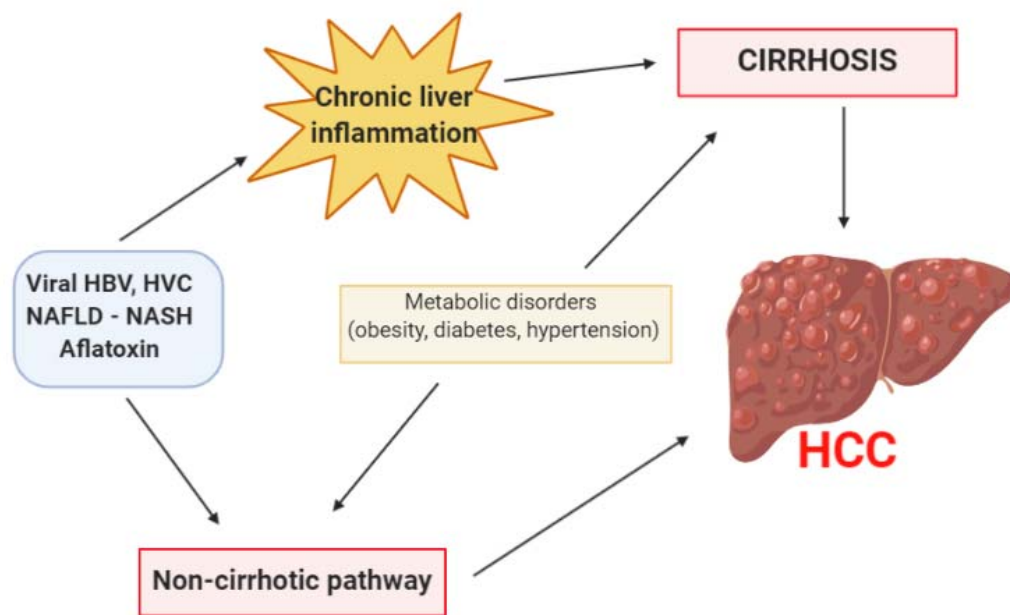 Chronic liver
inflammation
CIRRHOSIS
Viral HBV, HVC
NAFLD - NASH
Aflatoxin
Metabolic disorders
(obesity, diabetes, hypertension)
HCC
Non-cirrhotic pathway